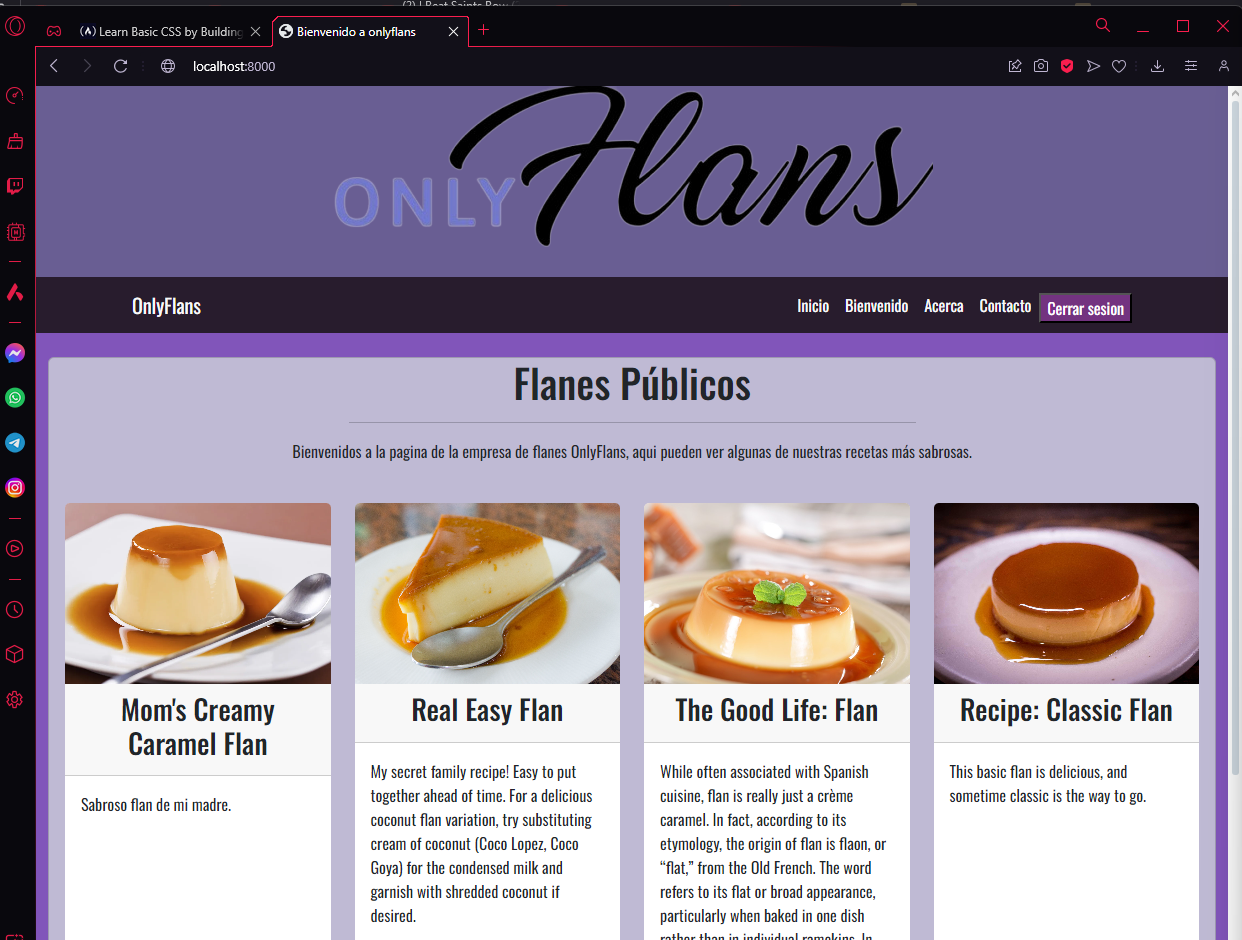 Learn Basic CSS by Building
Bienvenido a onlyflans
localhost:8000
ONLY Flans
OnlyFlans
Inicio Bienvenido Acerca Contacto Cerrar sesion
Flanes Públicos
Bienvenidos a la pagina de la empresa de flanes OnlyFlans, aqui pueden ver algunas de nuestras recetas más sabrosas.
Mom's Creamy
Caramel Flan
Sabroso flan de mi madre.
Real Easy Flan
My secret family recipe! Easy to put
together ahead of time. For a delicious
coconut flan variation, try substituting
cream of coconut (Coco Lopez, Coco
Goya) for the condensed milk and
garnish with shredded coconut if
desired.
The Good Life: Flan
While often associated with Spanish
cuisine, flan is really just a crème
caramel. In fact, according to its
etymology, the origin of flan is flaon, or
“flat,” from the Old French. The word
refers to its flat or broad appearance,
particularly when baked in one dish
rather than in individual ramekins. In
Recipe: Classic Flan
This basic flan is delicious, and
sometime classic is the way to go.